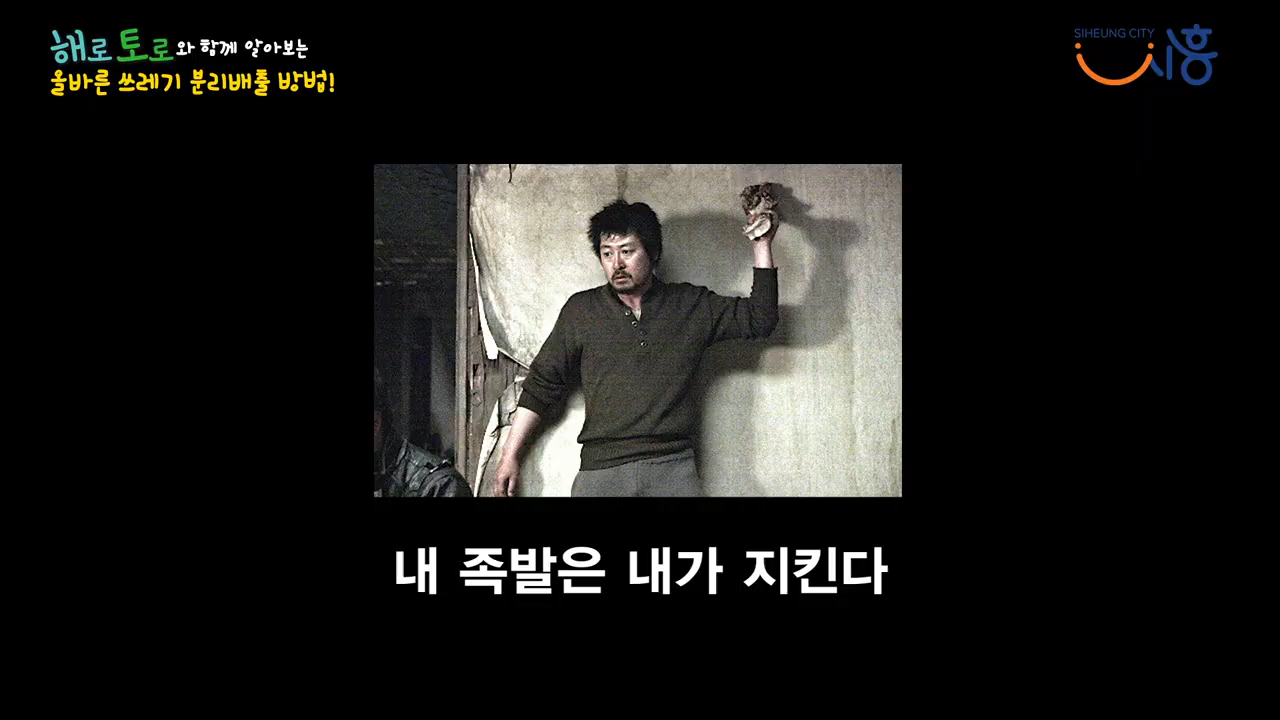 해로 토로와 함께 알아보는
올바른 쓰레기 분리배출 방법!
SIHEUNG CITY
시흥
내 족발은 내가 지킨다